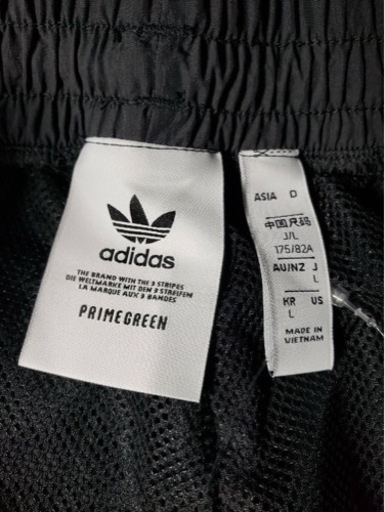 adidas
THE BRAND WITH THE 3 STRIPES
DIE WELTMARKE MIT DEN 3 STREIFEN
LA MARQUE AUX 3 BANDES
PRIMEGREEN
ASIA D
中国尺码
J/L
175/82A
AU/NZ J
L
KR US
L
MADE IN
VIETNAM